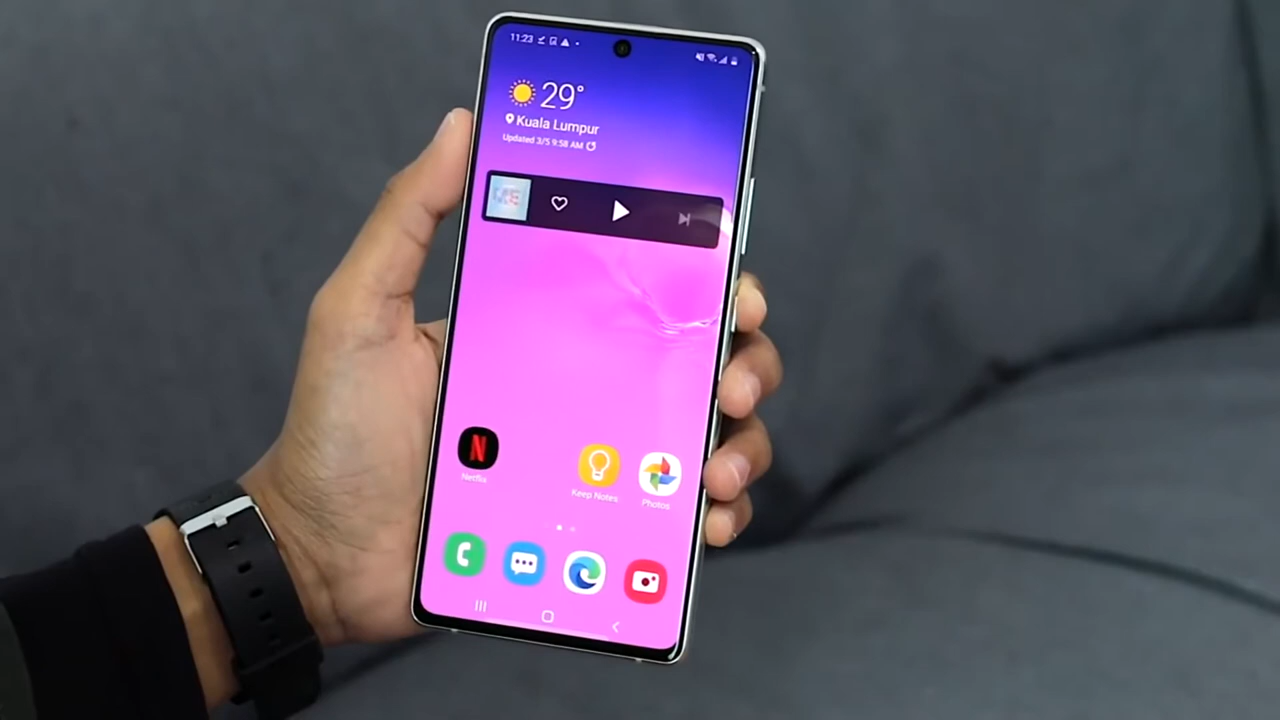 11:23
29°
Kuala Lumpur
Updated 3/5 9:58 AM
N
Netflix
Keep Notes
Photos